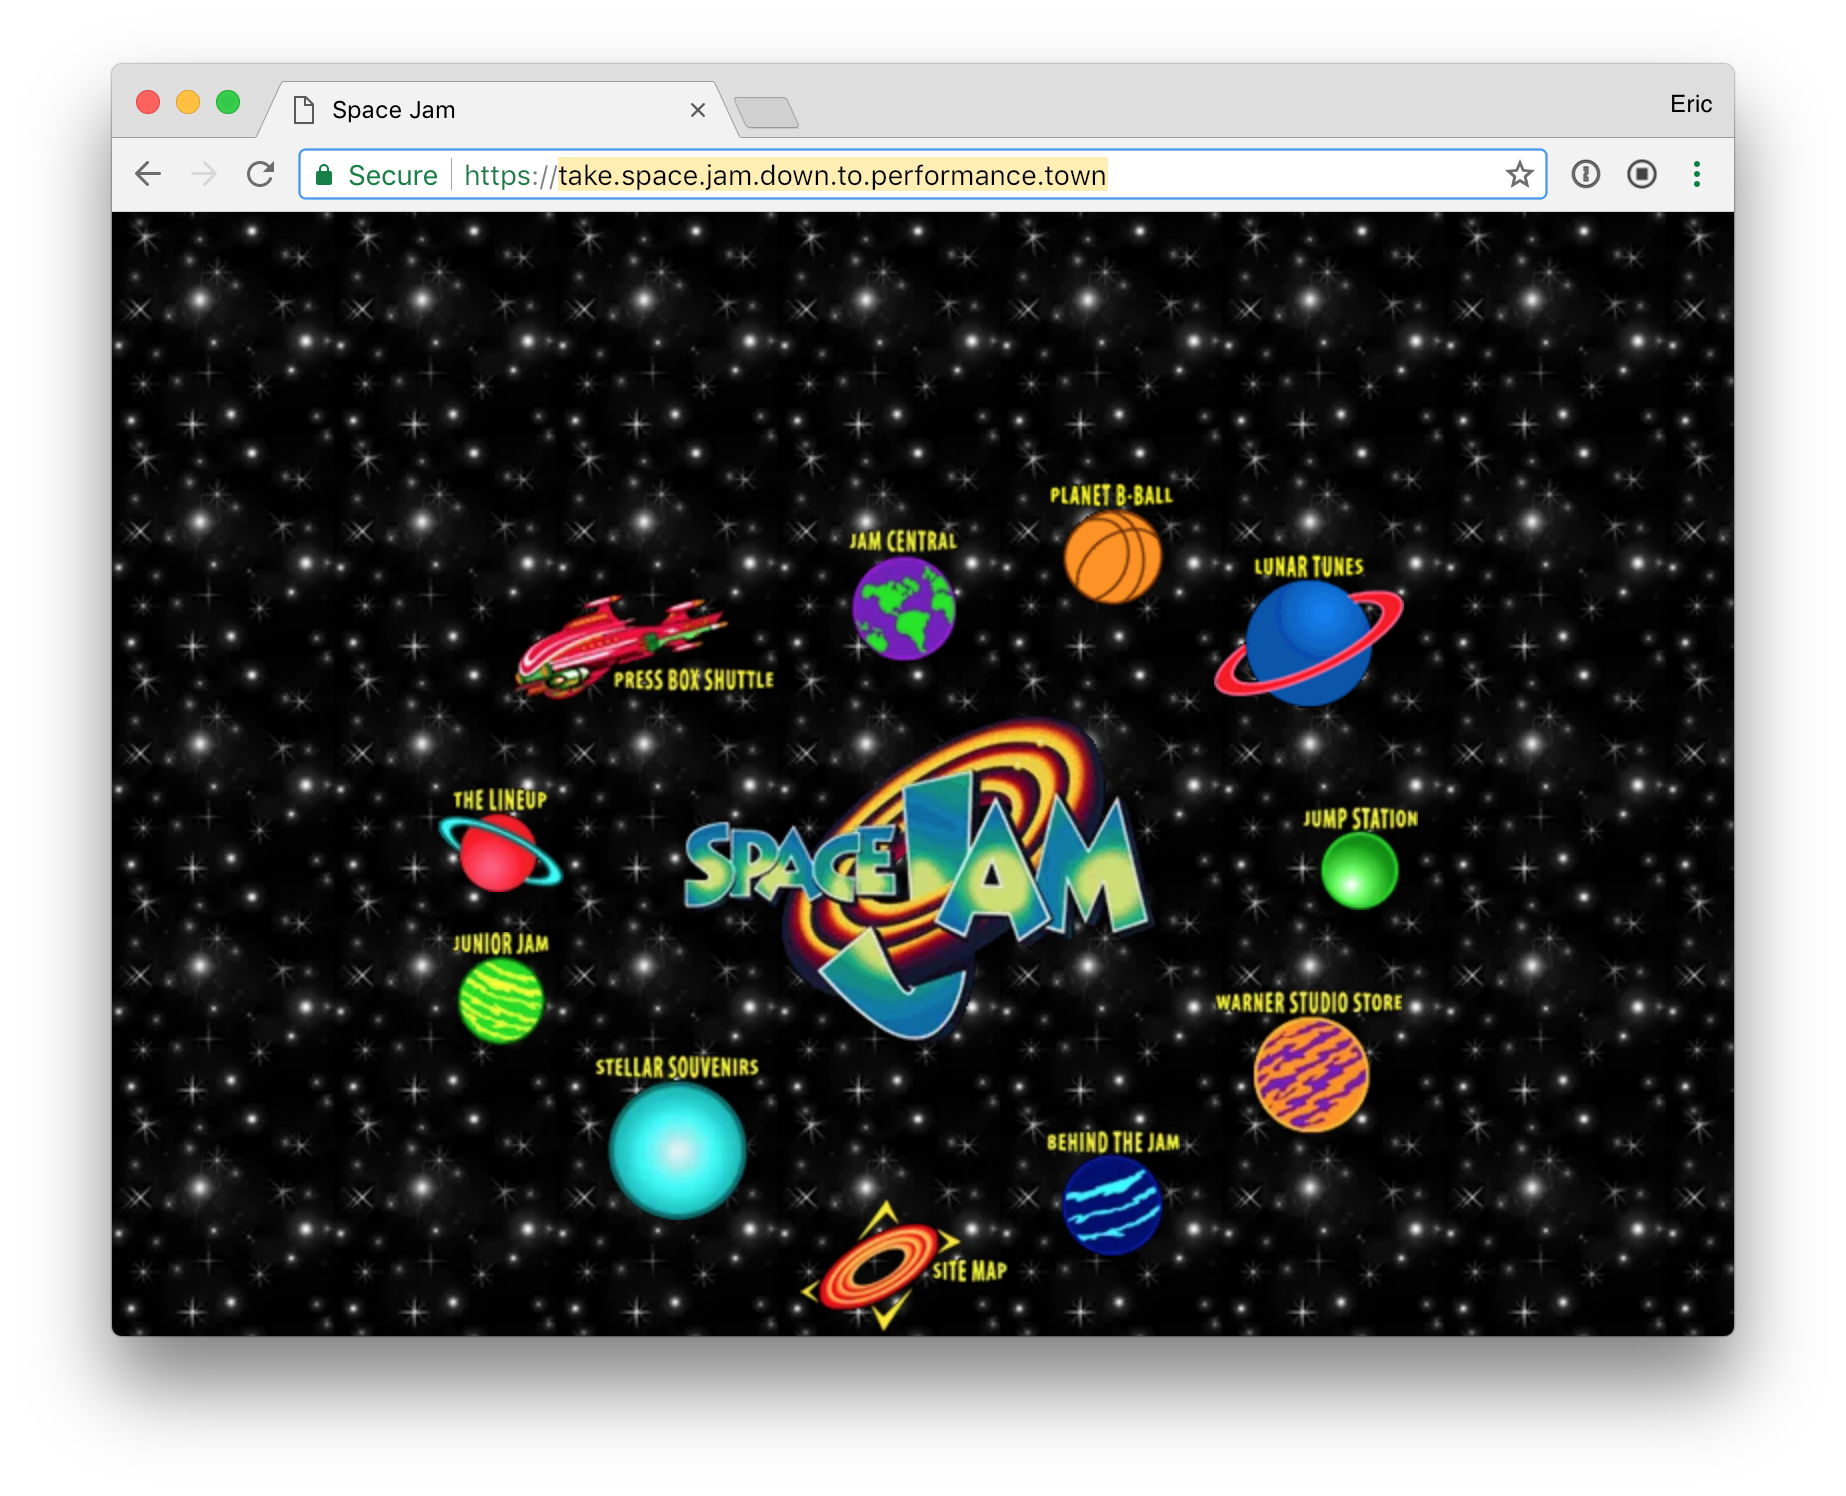 Space Jam
Eric
Secure https://take.space.jam.down.to.performance.town
PLANET B-BALL
JAM CENTRAL
LUNAR TUNES
PRESS BOX SHUTTLE
THE LINEUP
SPACE JAM
JUMP STATION
JUNIOR JAM
WARNER STUDIO STORE
STELLAR SOUVENIRS
BEHIND THE JAM
SITE MAP